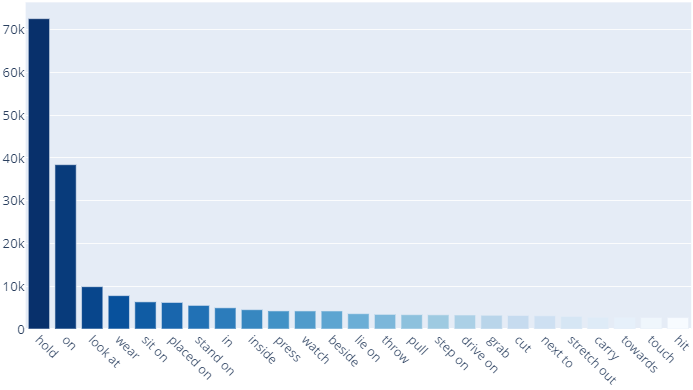 70k
60k
50k
40k
30k
20k
10k
0
hold
on
look at
wear
sit on
placed on
stand on
in
inside
press
watch
beside
lie on
throw
pull
step on
drive on
grab
cut
next to
stretch out
carry
towards
touch
hit